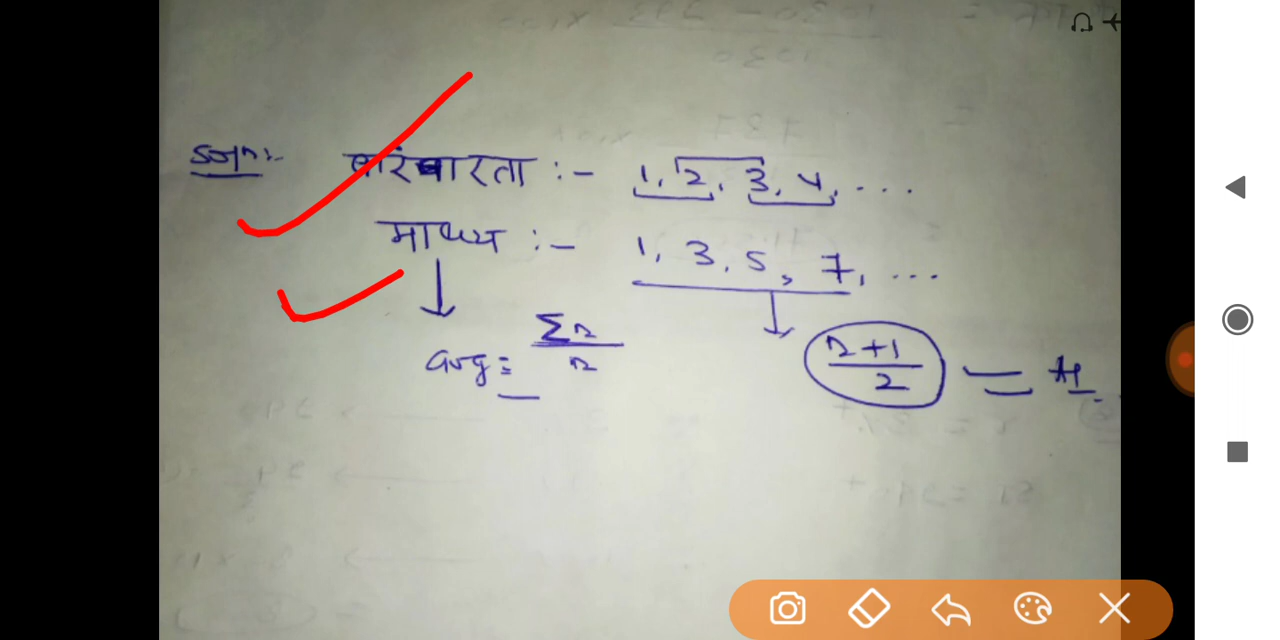 Soln:-
बारंबारता :- 1, 2, 3, 4, ...
माध्य :- 1, 3, 5, 7, ...
avg = Σn / n
n+1 / 2 =